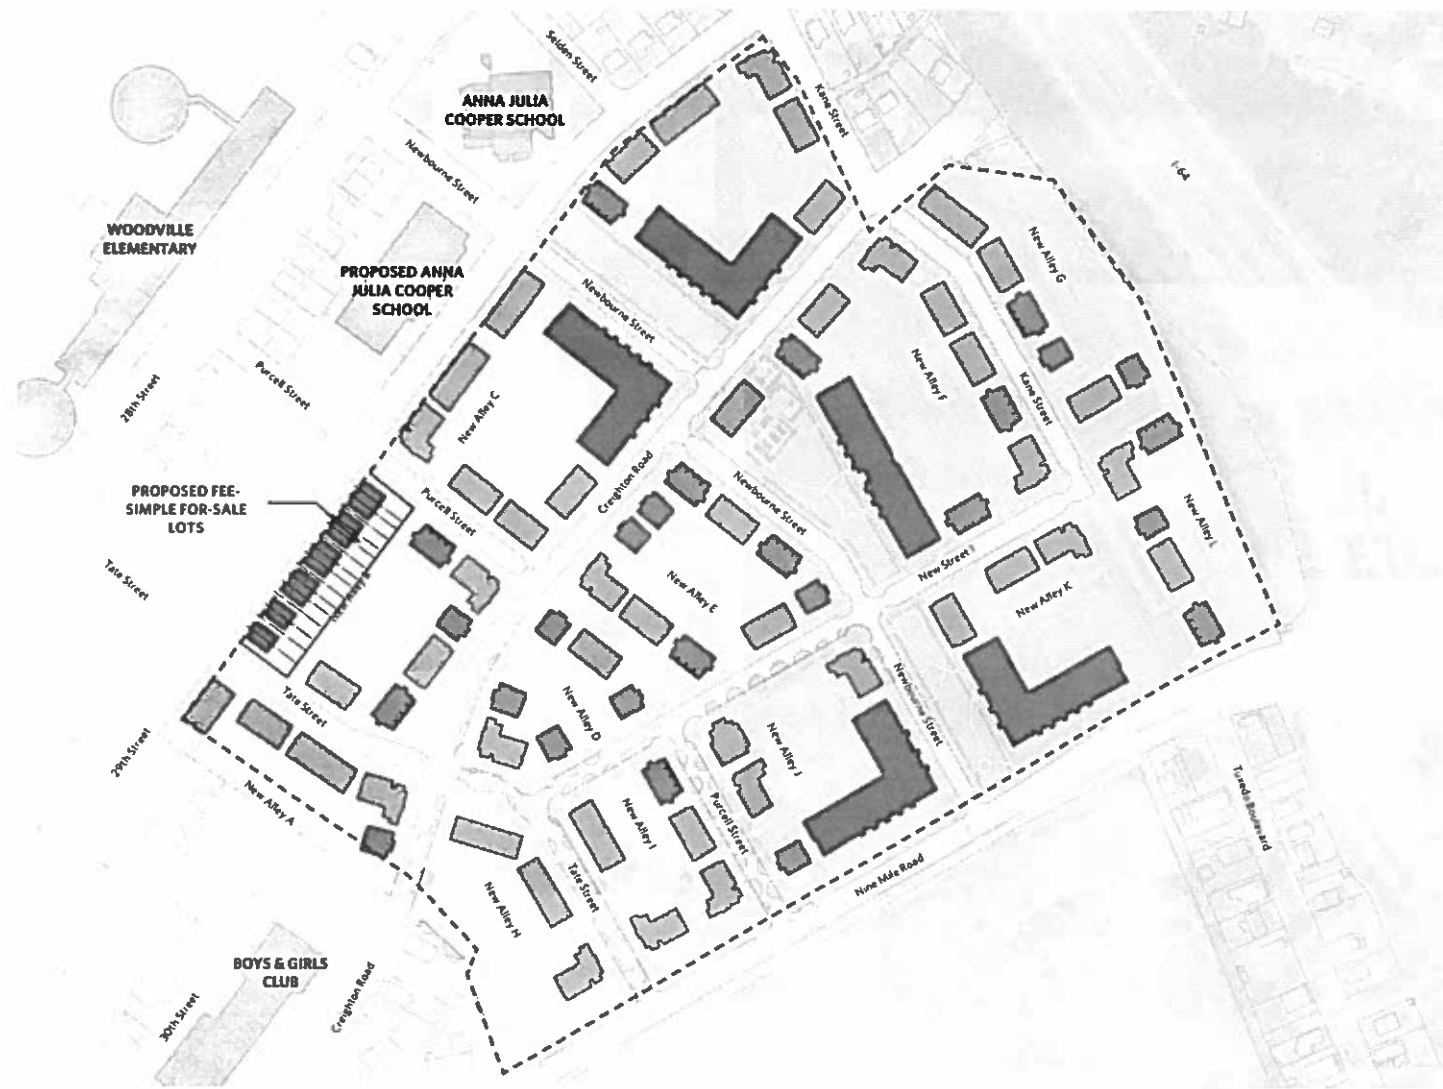 Selden Street
ANNA JULIA
COOPER SCHOOL
Kane Street
Newbourne Street
I-64
WOODVILLE
ELEMENTARY
PROPOSED ANNA
JULIA COOPER
SCHOOL
New Alley G
Newbourne Street
28th Street
Purcell Street
New Alley C
New Alley F
Kane Street
PROPOSED FEE-
SIMPLE FOR-SALE
LOTS
Purcell Street
Creighton Road
Newbourne Street
New Alley L
Tate Street
New Alley E
New Street 1
New Alley K
Tate Street
New Alley D
Newbourne Street
29th Street
New Alley A
New Alley J
New Alley I
Purcell Street
Tuxedo Boulevard
Tate Street
Nine Mile Road
New Alley H
BOYS & GIRLS
CLUB
30th Street
Creighton Road